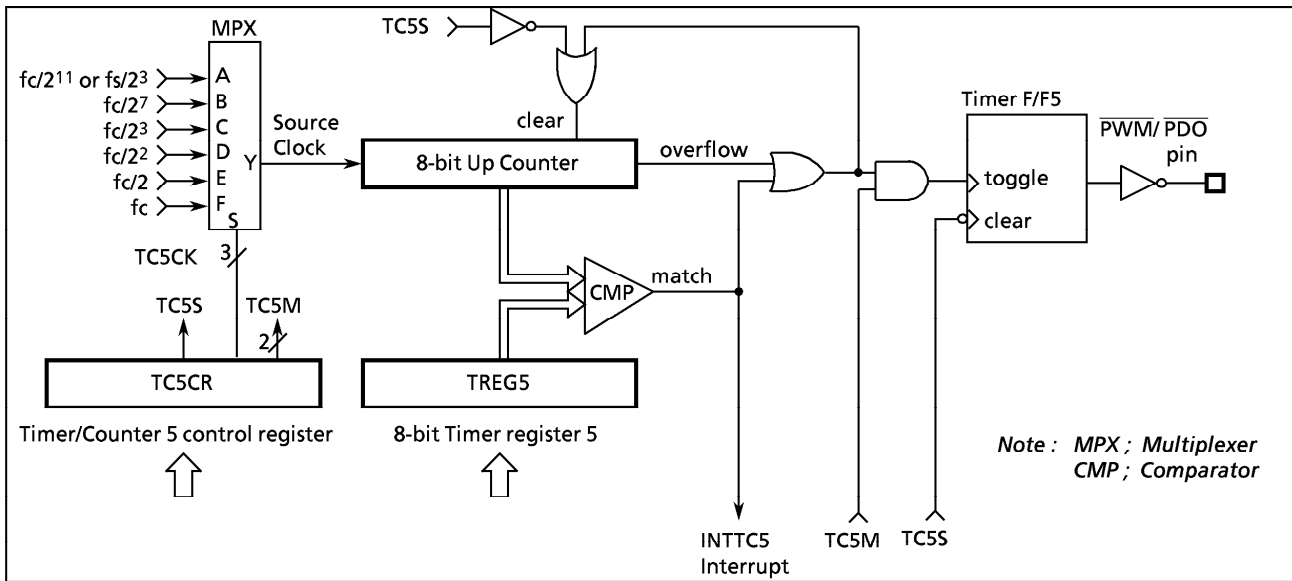 MPX
TC5S
fc/2¹¹ or fs/2³
A
fc/2⁷
B
fc/2³
C
fc/2²
D
fc/2
E
fc
F
Y
S
Source
Clock
clear
8-bit Up Counter
overflow
Timer F/F5
toggle
clear
P̅W̅M̅/ P̅D̅O̅
pin
TC5CK
3
CMP
match
TC5S
TC5M
2
TC5CR
TREG5
Timer/Counter 5 control register
8-bit Timer register 5
Note : MPX ; Multiplexer
CMP ; Comparator
INTTC5
Interrupt
TC5M
TC5S